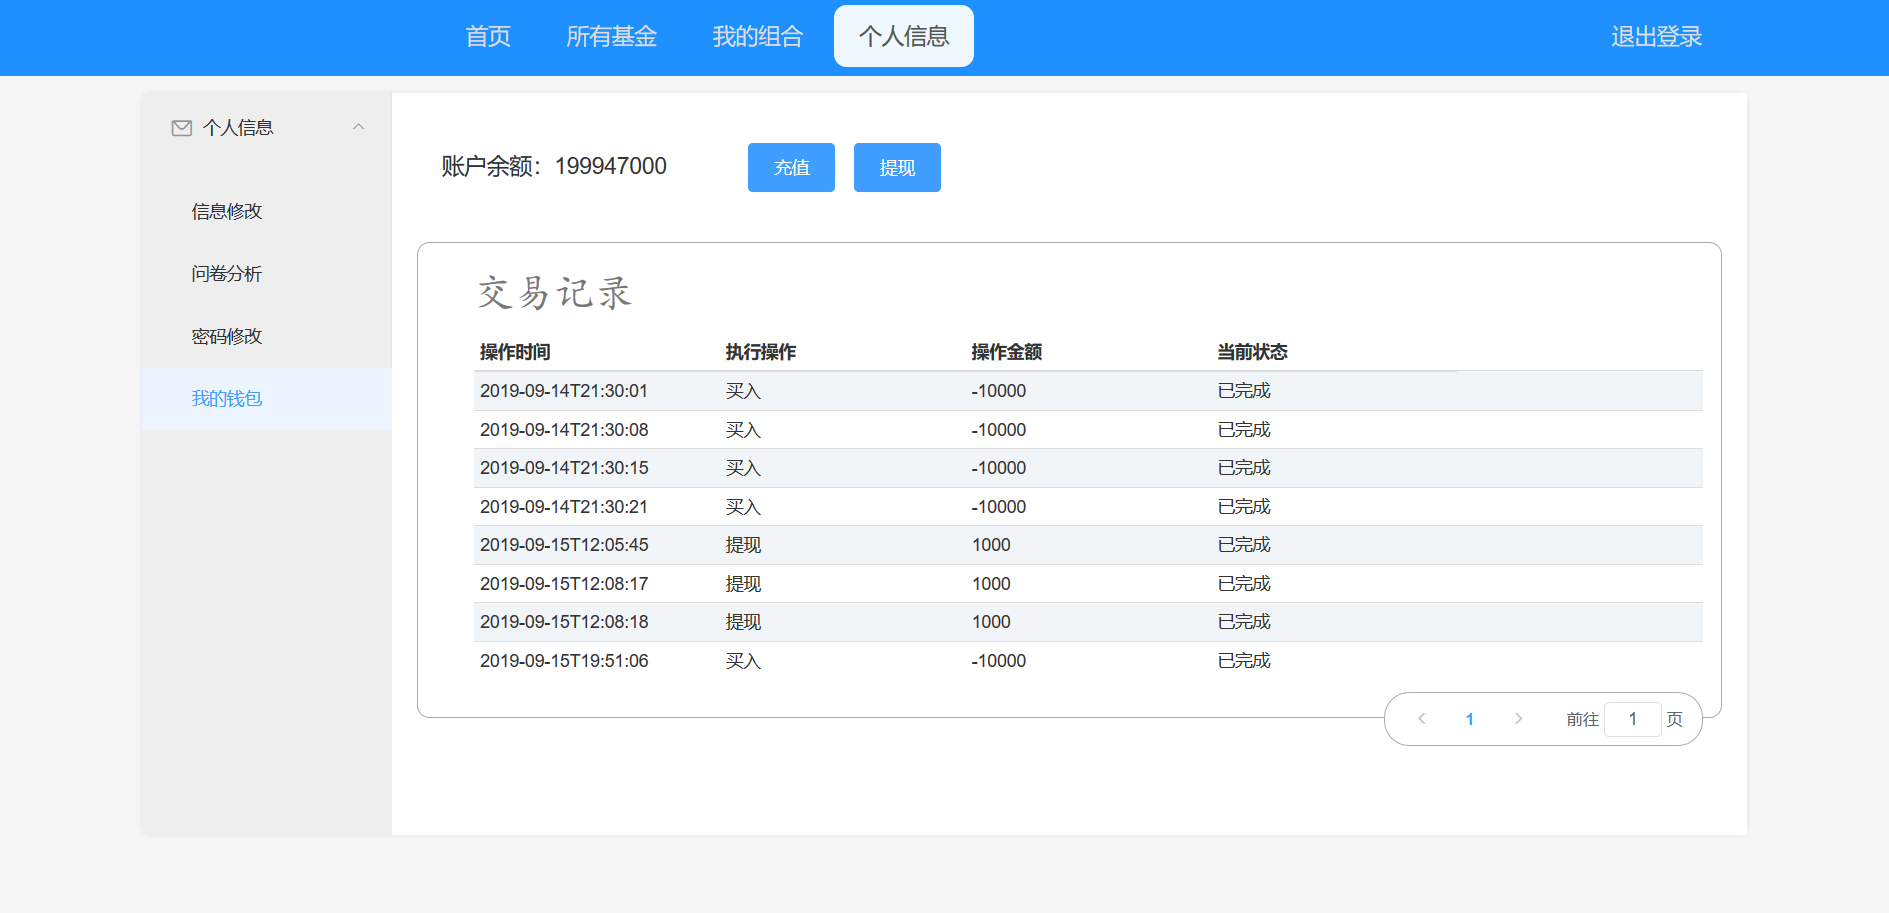 首页 所有基金 我的组合 个人信息 退出登录
个人信息
信息修改
问卷分析
密码修改
我的钱包
账户余额：199947000 充值 提现
交易记录
操作时间 执行操作 操作金额 当前状态
2019-09-14T21:30:01 买入 -10000 已完成
2019-09-14T21:30:08 买入 -10000 已完成
2019-09-14T21:30:15 买入 -10000 已完成
2019-09-14T21:30:21 买入 -10000 已完成
2019-09-15T12:05:45 提现 1000 已完成
2019-09-15T12:08:17 提现 1000 已完成
2019-09-15T12:08:18 提现 1000 已完成
2019-09-15T19:51:06 买入 -10000 已完成
1 前往 1 页